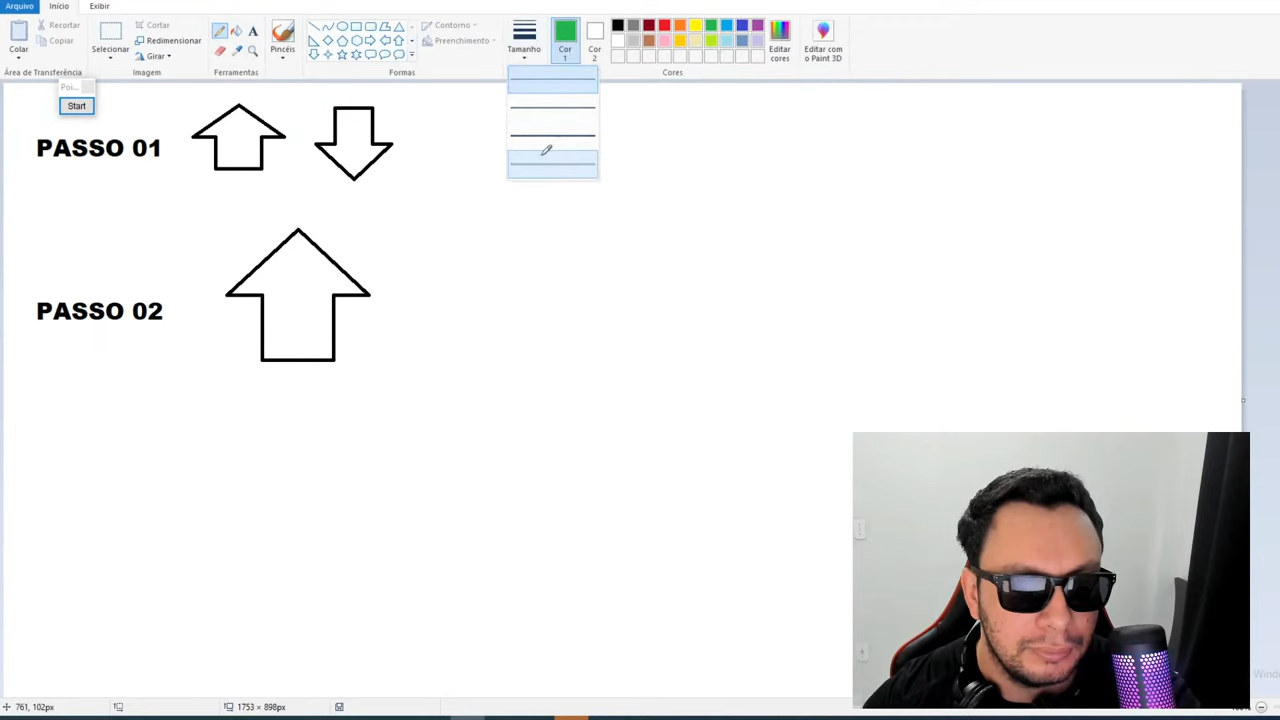 Arquivo Início Exibir
Colar
Recortar
Copiar
Área de Transferência
Selecionar
Cortar
Redimensionar
Girar
Imagem
Ferramentas
Pincéis
Formas
Contorno
Preenchimento
Tamanho
Cor
1
Cor
2
Cores
Editar
cores
Editar com
o Paint 3D
Poi...
Start
PASSO 01
PASSO 02
761, 102px
1753 × 898px